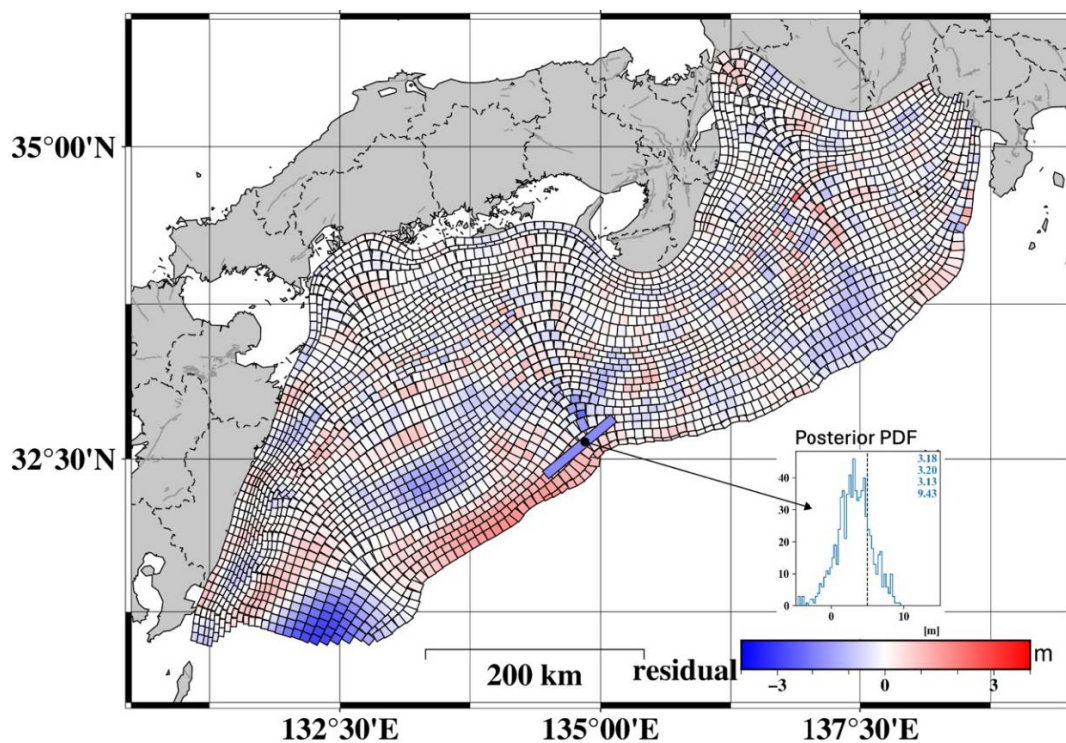 35°00'N
32°30'N
Posterior PDF
3.18
3.20
3.13
9.43
40
30
20
10
0
0 10
[m]
200 km
residual
m
−3 0 3
132°30'E 135°00'E 137°30'E